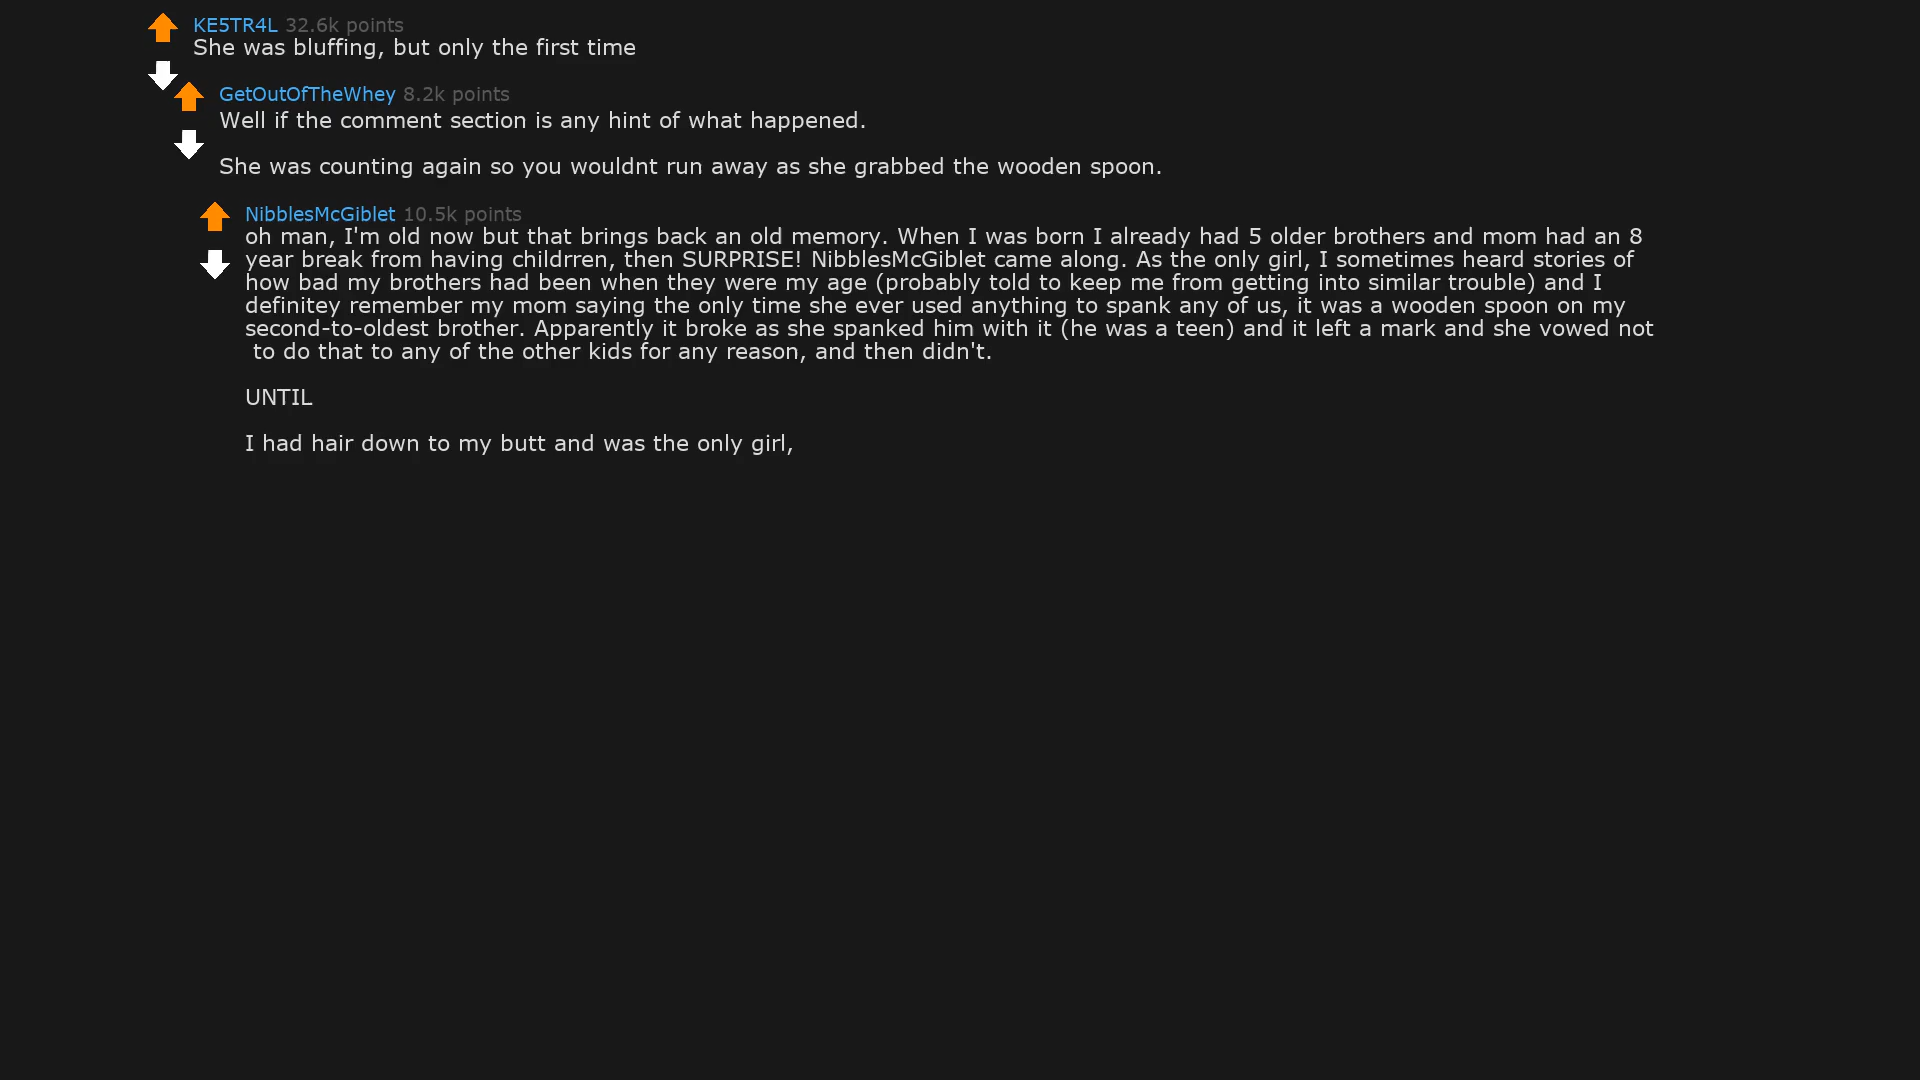 KE5TR4L 32.6k points
She was bluffing, but only the first time
GetOutOfTheWhey 8.2k points
Well if the comment section is any hint of what happened.
She was counting again so you wouldnt run away as she grabbed the wooden spoon.
NibblesMcGiblet 10.5k points
oh man, I'm old now but that brings back an old memory. When I was born I already had 5 older brothers and mom had an 8
year break from having childrren, then SURPRISE! NibblesMcGiblet came along. As the only girl, I sometimes heard stories of
how bad my brothers had been when they were my age (probably told to keep me from getting into similar trouble) and I
definitey remember my mom saying the only time she ever used anything to spank any of us, it was a wooden spoon on my
second-to-oldest brother. Apparently it broke as she spanked him with it (he was a teen) and it left a mark and she vowed not
to do that to any of the other kids for any reason, and then didn't.
UNTIL
I had hair down to my butt and was the only girl,